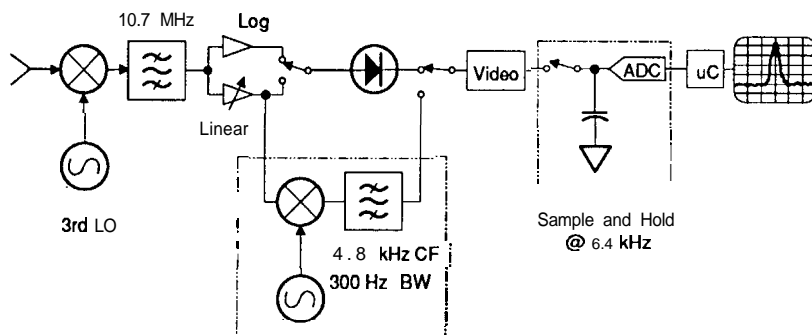 10.7 MHz
Log
Linear
3rd LO
4.8 kHz CF
300 Hz BW
Video
ADC
uC
Sample and Hold
@ 6.4 kHz